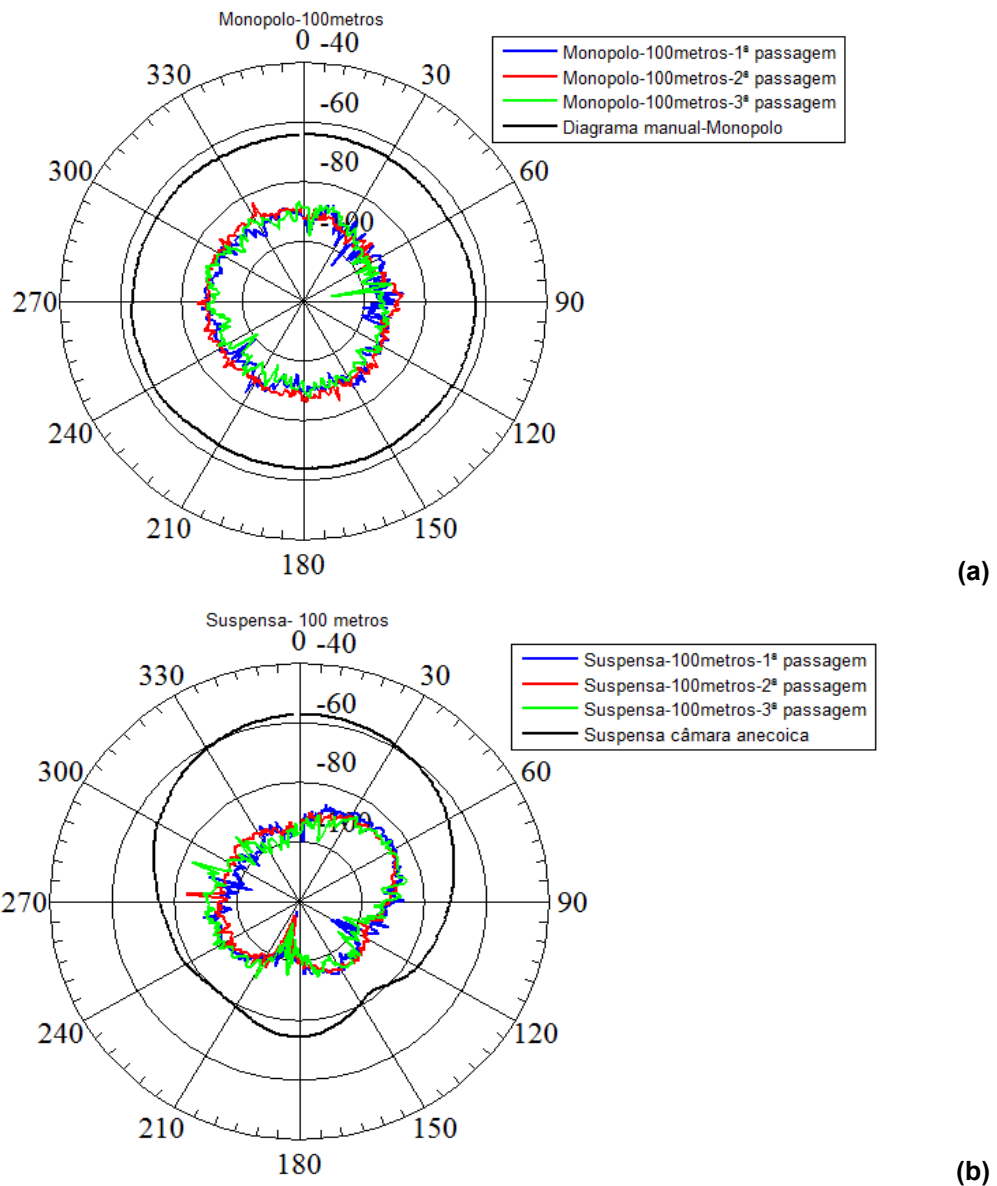 Monopolo-100metros
0 -40
Monopolo-100metros-1ª passagem
Monopolo-100metros-2ª passagem
Monopolo-100metros-3ª passagem
Diagrama manual-Monopolo
330
30
-60
300
-80
60
270
90
240
120
210
150
180
(a)
Suspensa- 100 metros
0 -40
Suspensa-100metros-1ª passagem
Suspensa-100metros-2ª passagem
Suspensa-100metros-3ª passagem
Suspensa câmara anecoica
330
30
-60
300
-80
60
270
90
240
120
210
150
180
(b)